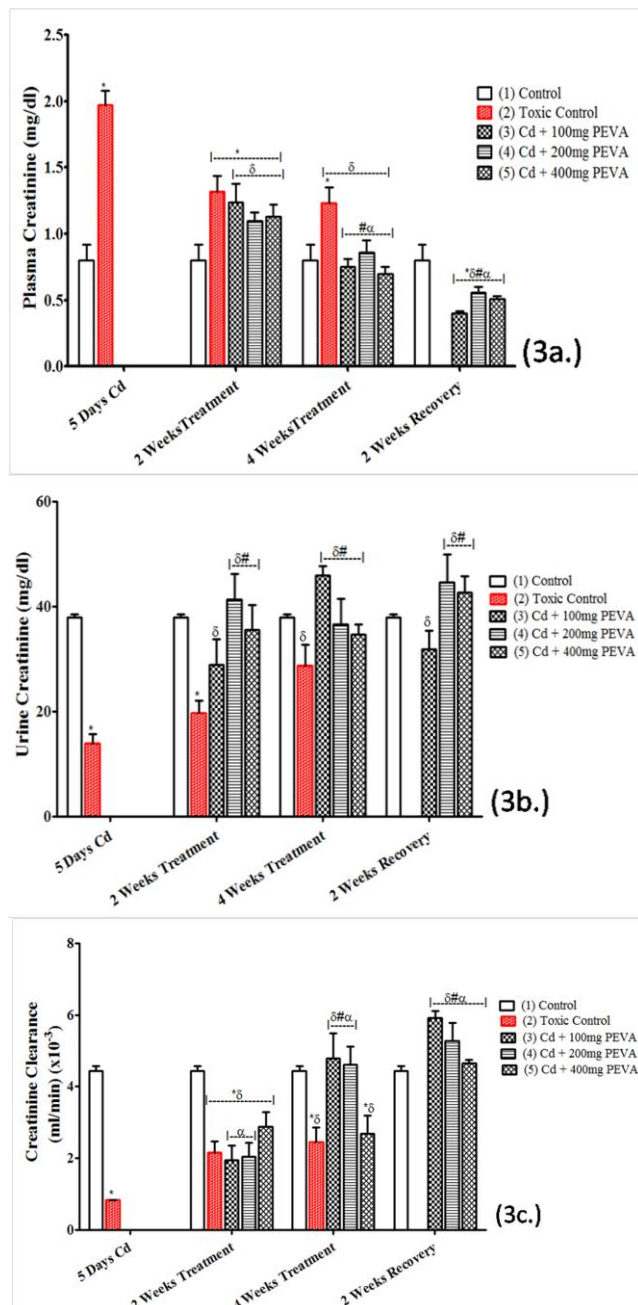 2.5
2.0
1.5
1.0
0.5
0.0
Plasma Creatinine (mg/dl)
*
|----------*----------|
|------δ------|
|----------δ----------|
*
|-----#α-----|
|---*δ#α---|
(1) Control
(2) Toxic Control
(3) Cd + 100mg PEVA
(4) Cd + 200mg PEVA
(5) Cd + 400mg PEVA
5 Days Cd
2 WeeksTreatment
4 WeeksTreatment
2 Weeks Recovery
(3a.)
60
40
20
0
Urine Creatinine (mg/dl)
*
*
δ
|---δ#---|
δ
|-----δ#-----|
δ
|---δ#---|
(1) Control
(2) Toxic Control
(3) Cd + 100mg PEVA
(4) Cd + 200mg PEVA
(5) Cd + 400mg PEVA
5 Days Cd
2 Weeks Treatment
4 Weeks Treatment
2 Weeks Recovery
(3b.)
8
6
4
2
0
Creatinine Clearance
(ml/min) (x10-3)
*
|--------*δ--------|
|---α---|
*δ
|--δ#α--|
*δ
|------δ#α------|
(1) Control
(2) Toxic Control
(3) Cd + 100mg PEVA
(4) Cd + 200mg PEVA
(5) Cd + 400mg PEVA
5 Days Cd
2 Weeks Treatment
4 Weeks Treatment
2 Weeks Recovery
(3c.)